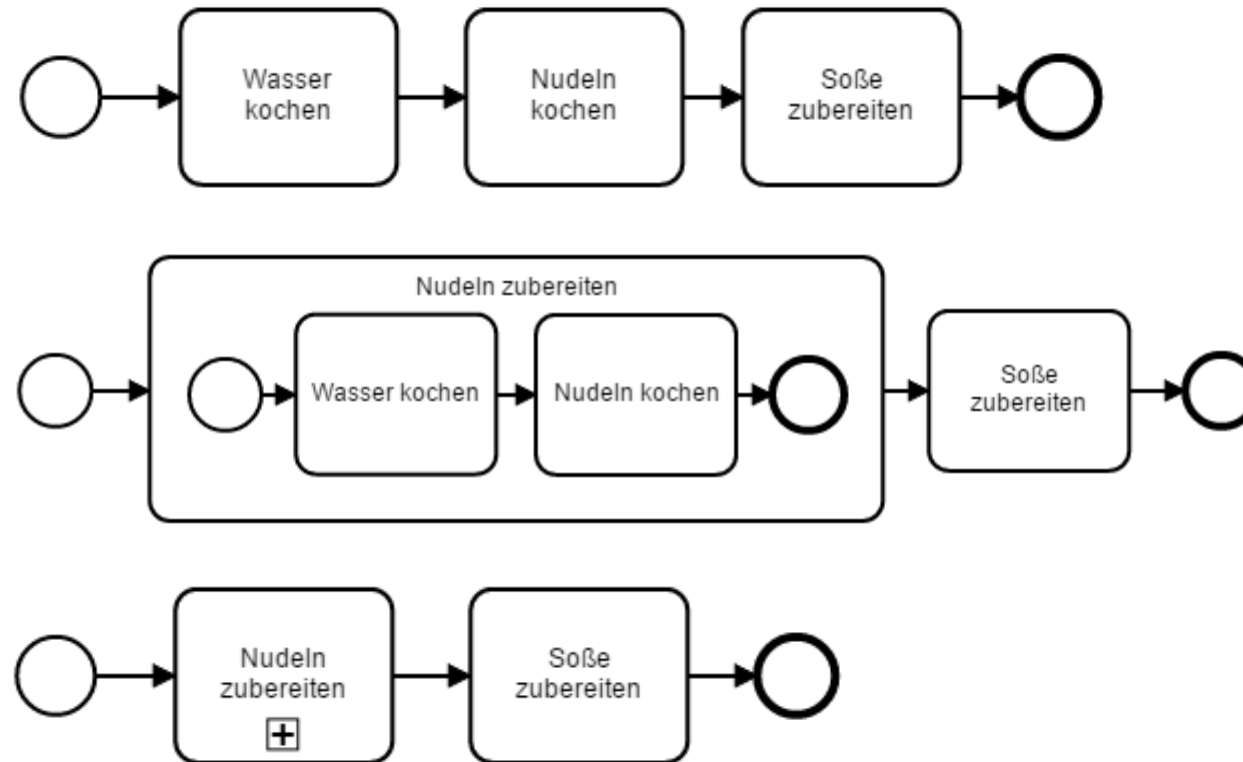 Wasser
kochen
Nudeln
kochen
Soße
zubereiten
Nudeln zubereiten
Wasser kochen
Nudeln kochen
Soße
zubereiten
Nudeln
zubereiten
Soße
zubereiten